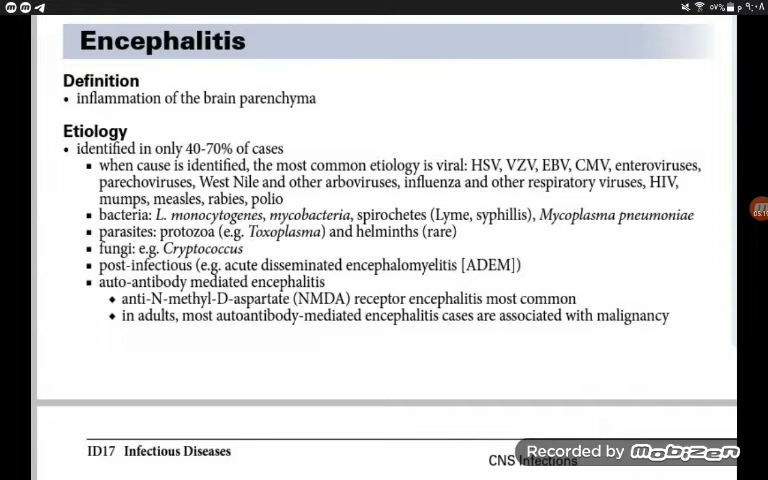 ٥٧% ٩:٠٨
Encephalitis
Definition
• inflammation of the brain parenchyma
Etiology
• identified in only 40-70% of cases
▪ when cause is identified, the most common etiology is viral: HSV, VZV, EBV, CMV, enteroviruses,
parechoviruses, West Nile and other arboviruses, influenza and other respiratory viruses, HIV,
mumps, measles, rabies, polio
▪ bacteria: L. monocytogenes, mycobacteria, spirochetes (Lyme, syphillis), Mycoplasma pneumoniae
▪ parasites: protozoa (e.g. Toxoplasma) and helminths (rare)
▪ fungi: e.g. Cryptococcus
▪ post-infectious (e.g. acute disseminated encephalomyelitis [ADEM])
▪ auto-antibody mediated encephalitis
♦ anti-N-methyl-D-aspartate (NMDA) receptor encephalitis most common
♦ in adults, most autoantibody-mediated encephalitis cases are associated with malignancy
ID17 Infectious Diseases
CNS Infections
Recorded by mobizen